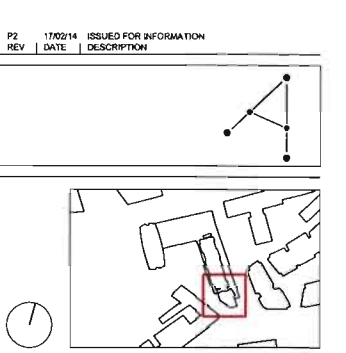 P2 17/02/14 ISSUED FOR INFORMATION
REV | DATE | DESCRIPTION